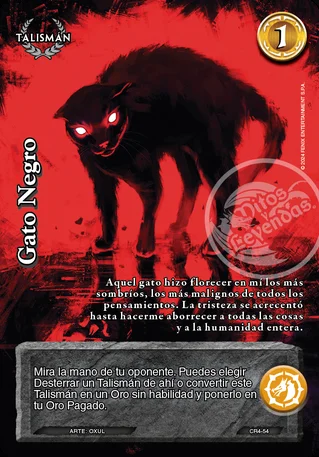 TALISMÁN
1
Gato Negro
© 2024 FENIX ENTERTAINMENT S.P.A.
Mitos y
Leyendas
Aquel gato hizo florecer en mí los más
sombríos, los más malignos de todos los
pensamientos. La tristeza se acrecentó
hasta hacerme aborrecer a todas las cosas
y a la humanidad entera.
Mira la mano de tu oponente. Puedes elegir
Desterrar un Talismán de ahí o convertir este
Talismán en un Oro sin habilidad y ponerlo en
tu Oro Pagado.
ARTE: OXUL
CR4-54